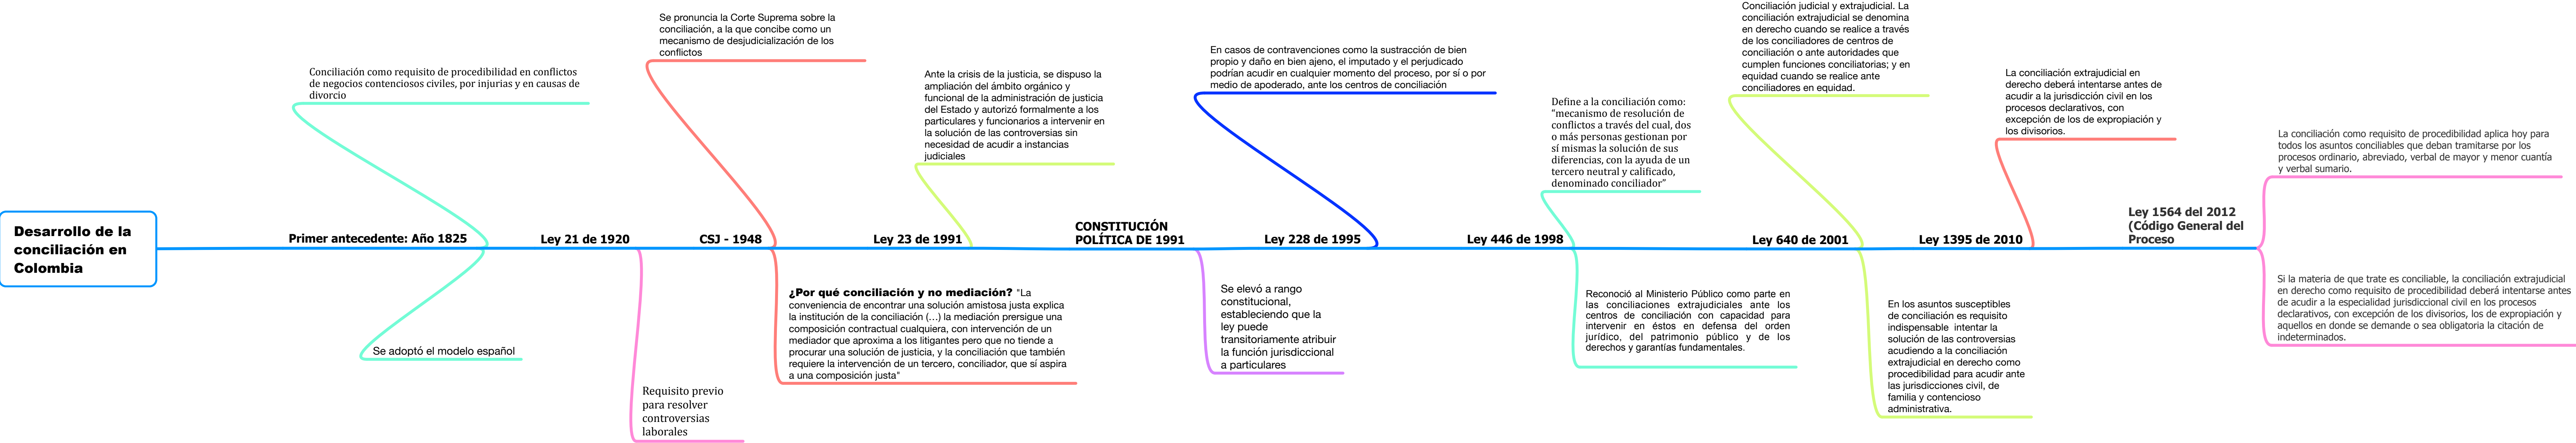 Desarrollo de la
conciliación en
Colombia
Primer antecedente: Año 1825
Conciliación como requisito de procedibilidad en conflictos
de negocios contenciosos civiles, por injurias y en causas de
divorcio
Se adoptó el modelo español
Ley 21 de 1920
Requisito previo
para resolver
controversias
laborales
CSJ - 1948
Se pronuncia la Corte Suprema sobre la
conciliación, a la que concibe como un
mecanismo de desjudicialización de los
conflictos
¿Por qué conciliación y no mediación? "La
conveniencia de encontrar una solución amistosa justa explica
la institución de la conciliación (...) la mediación prersigue una
composición contractual cualquiera, con intervención de un
mediador que aproxima a los litigantes pero que no tiende a
procurar una solución de justicia, y la conciliación que también
requiere la intervención de un tercero, conciliador, que sí aspira
a una composición justa"
Ley 23 de 1991
Ante la crisis de la justicia, se dispuso la
ampliación del ámbito orgánico y
funcional de la administración de justicia
del Estado y autorizó formalmente a los
particulares y funcionarios a intervenir en
la solución de las controversias sin
necesidad de acudir a instancias
judiciales
CONSTITUCIÓN
POLÍTICA DE 1991
Se elevó a rango
constitucional,
estableciendo que la
ley puede
transitoriamente atribuir
la función jurisdiccional
a particulares
Ley 228 de 1995
En casos de contravenciones como la sustracción de bien
propio y daño en bien ajeno, el imputado y el perjudicado
podrían acudir en cualquier momento del proceso, por sí o por
medio de apoderado, ante los centros de conciliación
Ley 446 de 1998
Define a la conciliación como:
"mecanismo de resolución de
conflictos a través del cual, dos
o más personas gestionan por
sí mismas la solución de sus
diferencias, con la ayuda de un
tercero neutral y calificado,
denominado conciliador"
Reconoció al Ministerio Público como parte en
las conciliaciones extrajudiciales ante los
centros de conciliación con capacidad para
intervenir en éstos en defensa del orden
jurídico, del patrimonio público y de los
derechos y garantías fundamentales.
Ley 640 de 2001
Conciliación judicial y extrajudicial. La
conciliación extrajudicial se denomina
en derecho cuando se realice a través
de los conciliadores de centros de
conciliación o ante autoridades que
cumplen funciones conciliatorias; y en
equidad cuando se realice ante
conciliadores en equidad.
En los asuntos susceptibles
de conciliación es requisito
indispensable intentar la
solución de las controversias
acudiendo a la conciliación
extrajudicial en derecho como
procedibilidad para acudir ante
las jurisdicciones civil, de
familia y contencioso
administrativa.
Ley 1395 de 2010
La conciliación extrajudicial en
derecho deberá intentarse antes de
acudir a la jurisdicción civil en los
procesos declarativos, con
excepción de los de expropiación y
los divisorios.
Ley 1564 del 2012
(Código General del
Proceso
La conciliación como requisito de procedibilidad aplica hoy para
todos los asuntos conciliables que deban tramitarse por los
procesos ordinario, abreviado, verbal de mayor y menor cuantía
y verbal sumario.
Si la materia de que trate es conciliable, la conciliación extrajudicial
en derecho como requisito de procedibilidad deberá intentarse antes
de acudir a la especialidad jurisdiccional civil en los procesos
declarativos, con excepción de los divisorios, los de expropiación y
aquellos en donde se demande o sea obligatoria la citación de
indeterminados.